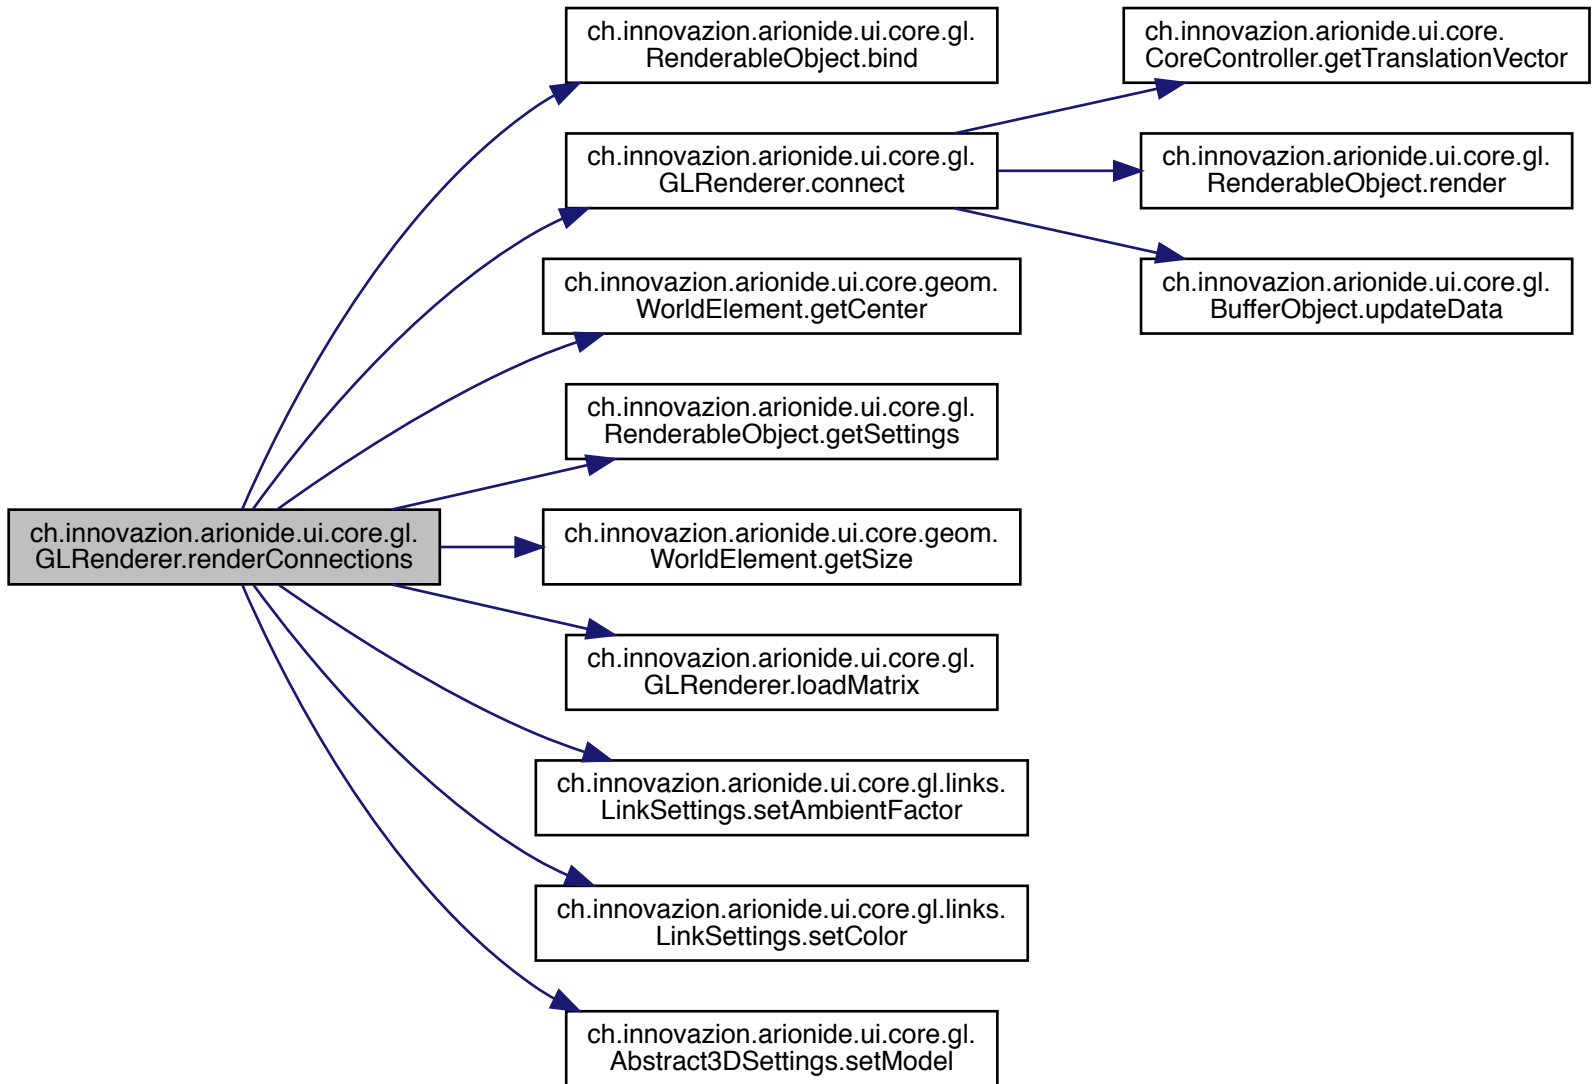 ch.innovazion.arionide.ui.core.gl.
GLRenderer.renderConnections
ch.innovazion.arionide.ui.core.gl.
RenderableObject.bind
ch.innovazion.arionide.ui.core.gl.
GLRenderer.connect
ch.innovazion.arionide.ui.core.
CoreController.getTranslationVector
ch.innovazion.arionide.ui.core.gl.
RenderableObject.render
ch.innovazion.arionide.ui.core.gl.
BufferObject.updateData
ch.innovazion.arionide.ui.core.geom.
WorldElement.getCenter
ch.innovazion.arionide.ui.core.gl.
RenderableObject.getSettings
ch.innovazion.arionide.ui.core.geom.
WorldElement.getSize
ch.innovazion.arionide.ui.core.gl.
GLRenderer.loadMatrix
ch.innovazion.arionide.ui.core.gl.links.
LinkSettings.setAmbientFactor
ch.innovazion.arionide.ui.core.gl.links.
LinkSettings.setColor
ch.innovazion.arionide.ui.core.gl.
Abstract3DSettings.setModel